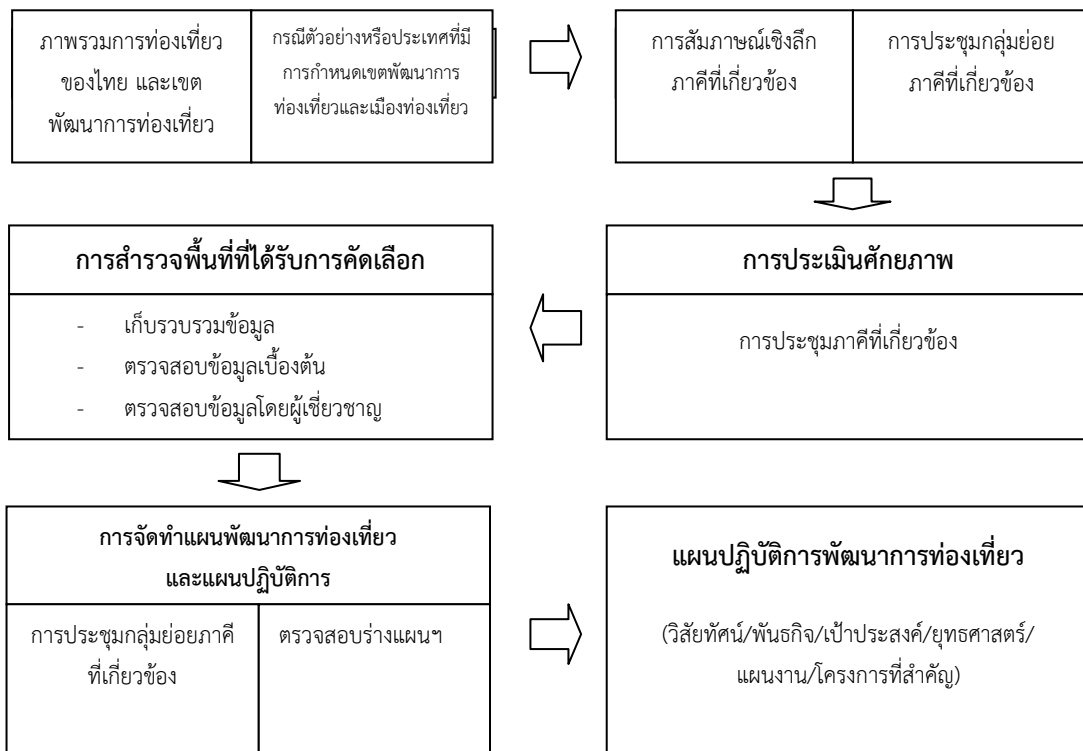 ภาพรวมการท่องเที่ยว
ของไทย และเขต
พัฒนาการท่องเที่ยว
กรณีตัวอย่างหรือประเทศที่มี
การกำหนดเขตพัฒนาการ
ท่องเที่ยวและเมืองท่องเที่ยว
การสัมภาษณ์เชิงลึก
ภาคีที่เกี่ยวข้อง
การประชุมกลุ่มย่อย
ภาคีที่เกี่ยวข้อง
การประเมินศักยภาพ
การประชุมภาคีที่เกี่ยวข้อง
การสำรวจพื้นที่ที่ได้รับการคัดเลือก
- เก็บรวบรวมข้อมูล
- ตรวจสอบข้อมูลเบื้องต้น
- ตรวจสอบข้อมูลโดยผู้เชี่ยวชาญ
การจัดทำแผนพัฒนาการท่องเที่ยว
และแผนปฏิบัติการ
การประชุมกลุ่มย่อยภาคี
ที่เกี่ยวข้อง
ตรวจสอบร่างแผนฯ
แผนปฏิบัติการพัฒนาการท่องเที่ยว
(วิสัยทัศน์/พันธกิจ/เป้าประสงค์/ยุทธศาสตร์/
แผนงาน/โครงการที่สำคัญ)